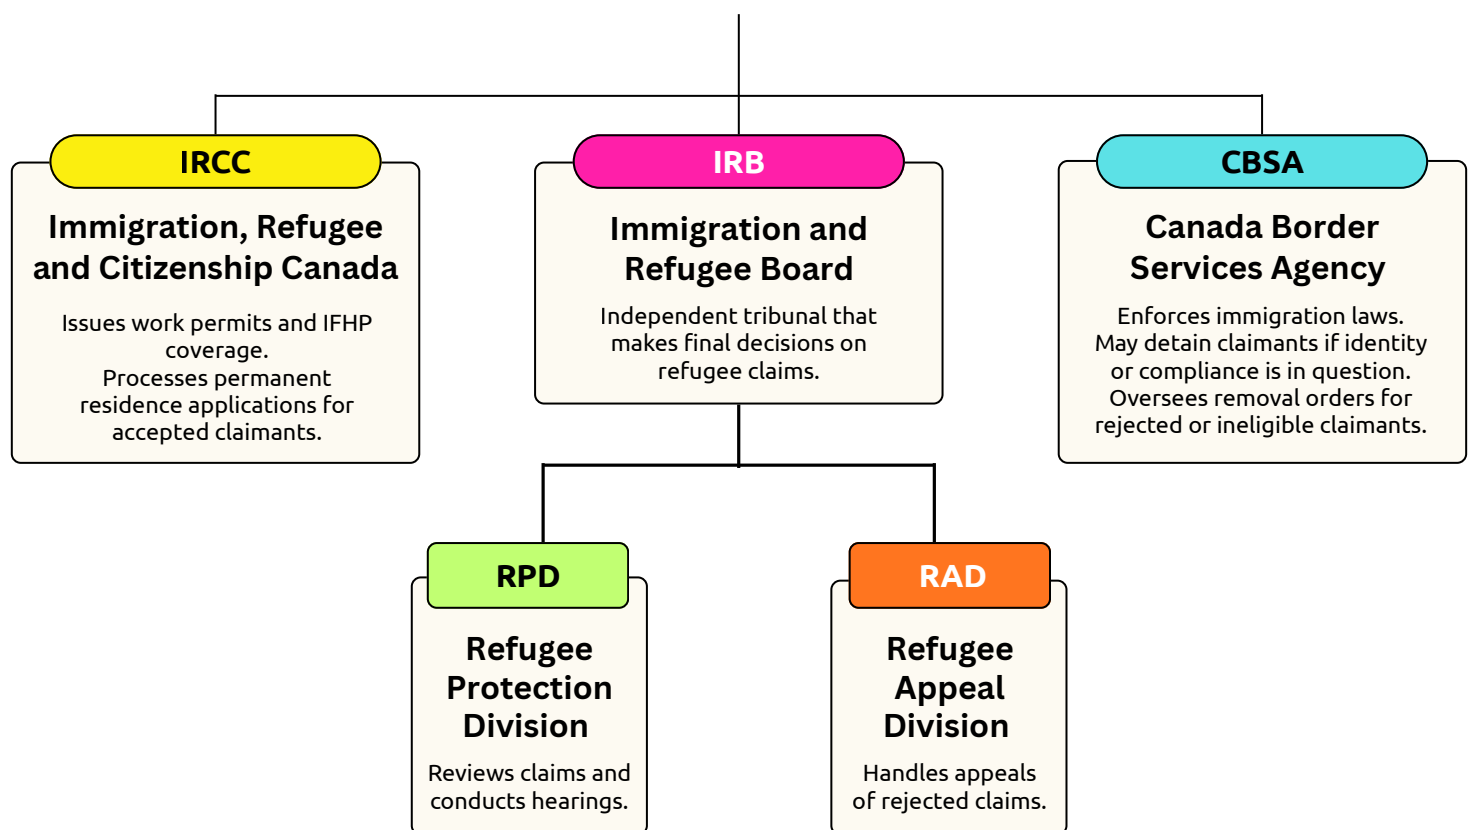 IRCC
Immigration, Refugee
and Citizenship Canada
Issues work permits and IFHP
coverage.
Processes permanent
residence applications for
accepted claimants.
IRB
Immigration and
Refugee Board
Independent tribunal that
makes final decisions on
refugee claims.
CBSA
Canada Border
Services Agency
Enforces immigration laws.
May detain claimants if identity
or compliance is in question.
Oversees removal orders for
rejected or ineligible claimants.
RPD
Refugee
Protection
Division
Reviews claims and
conducts hearings.
RAD
Refugee
Appeal
Division
Handles appeals
of rejected claims.